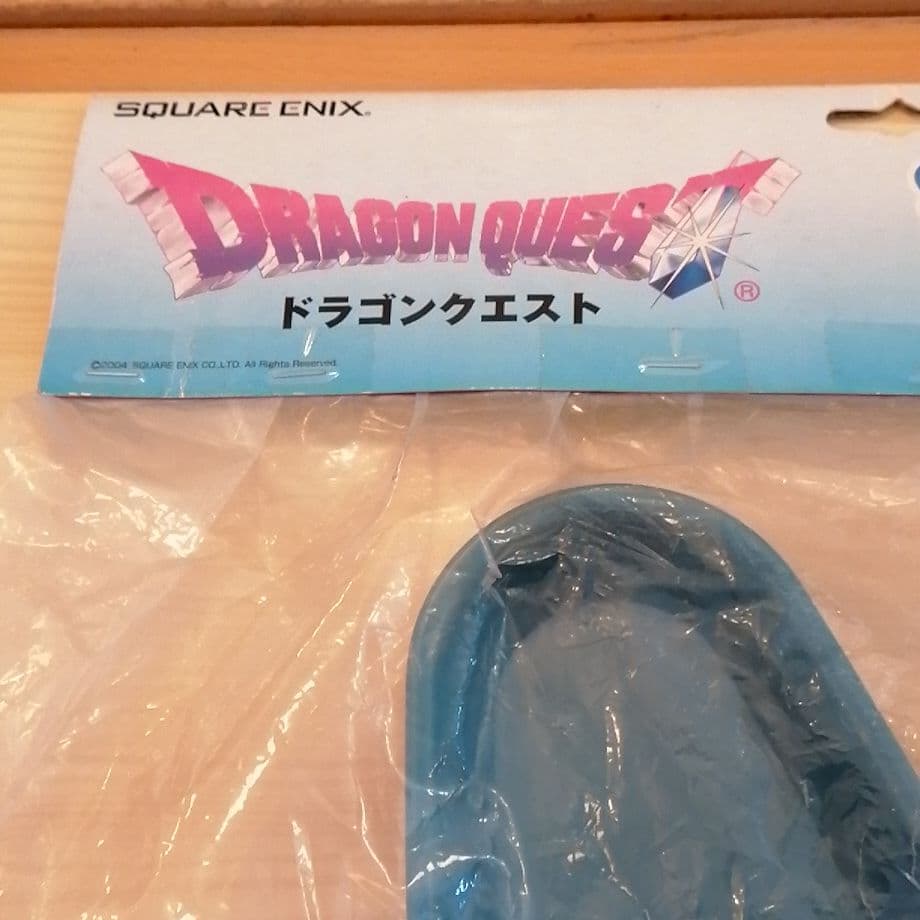 SQUARE ENIX®
DRAGON QUEST®
ドラゴンクエスト
©2004 SQUARE ENIX CO.,LTD. All Rights Reserved.